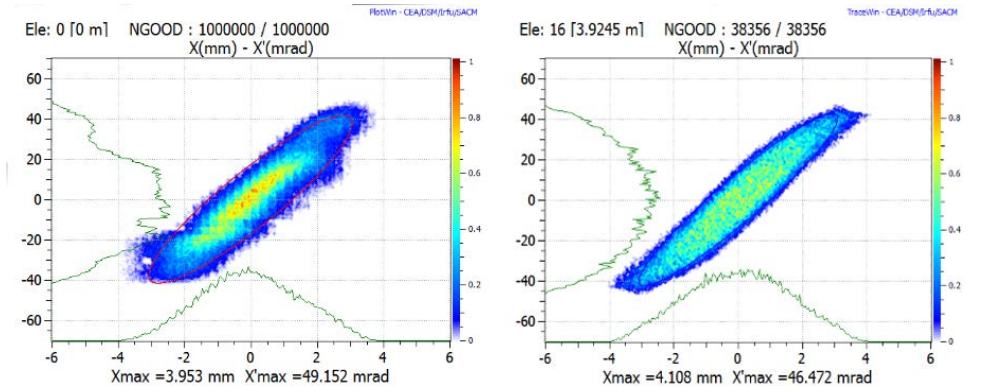 PlotWin - CEA/DSM/Irfu/SACM
Ele: 0 [0 m] NGOOD : 1000000 / 1000000
X(mm) - X'(mrad)
60
40
20
0
-20
-40
-60
-6 -4 -2 0 2 4 6
1
0.8
0.6
0.4
0.2
0
Xmax =3.953 mm X'max =49.152 mrad
TraceWin - CEA/DSM/Irfu/SACM
Ele: 16 [3.9245 m] NGOOD : 38356 / 38356
X(mm) - X'(mrad)
60
40
20
0
-20
-40
-60
-6 -4 -2 0 2 4 6
1
0.8
0.6
0.4
0.2
0
Xmax =4.108 mm X'max =46.472 mrad